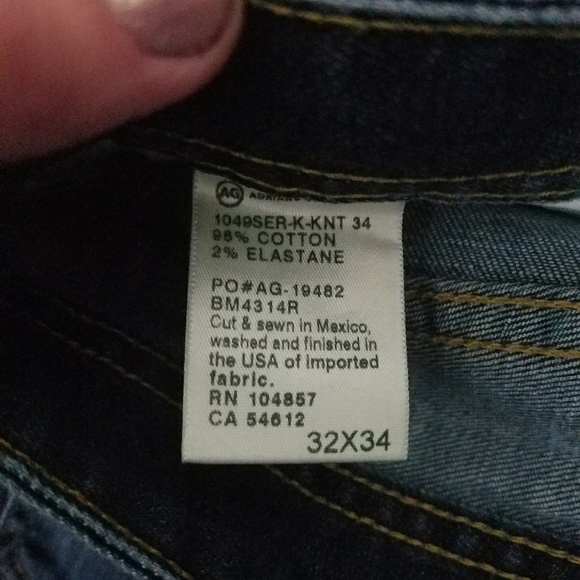 AG
1049SER-K-KNT 34
98% COTTON
2% ELASTANE
PO#AG-19482
BM4314R
Cut & sewn in Mexico,
washed and finished in
the USA of imported
fabric.
RN 104857
CA 54612
32X34